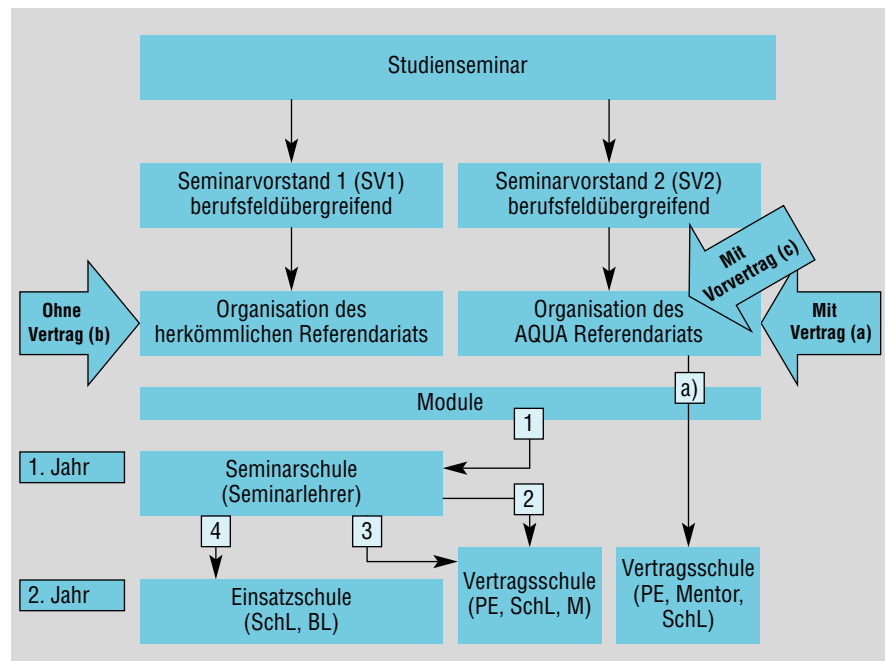 Studienseminar
Seminarvorstand 1 (SV1)
berufsfeldübergreifend
Seminarvorstand 2 (SV2)
berufsfeldübergreifend
Mit
Vorvertrag (c)
Ohne
Vertrag (b)
Organisation des
herkömmlichen Referendariats
Organisation des
AQUA Referendariats
Mit
Vertrag (a)
a)
Module
1
1. Jahr
Seminarschule
(Seminarlehrer)
2
4
3
2. Jahr
Einsatzschule
(SchL, BL)
Vertragsschule
(PE, SchL, M)
Vertragsschule
(PE, Mentor,
SchL)